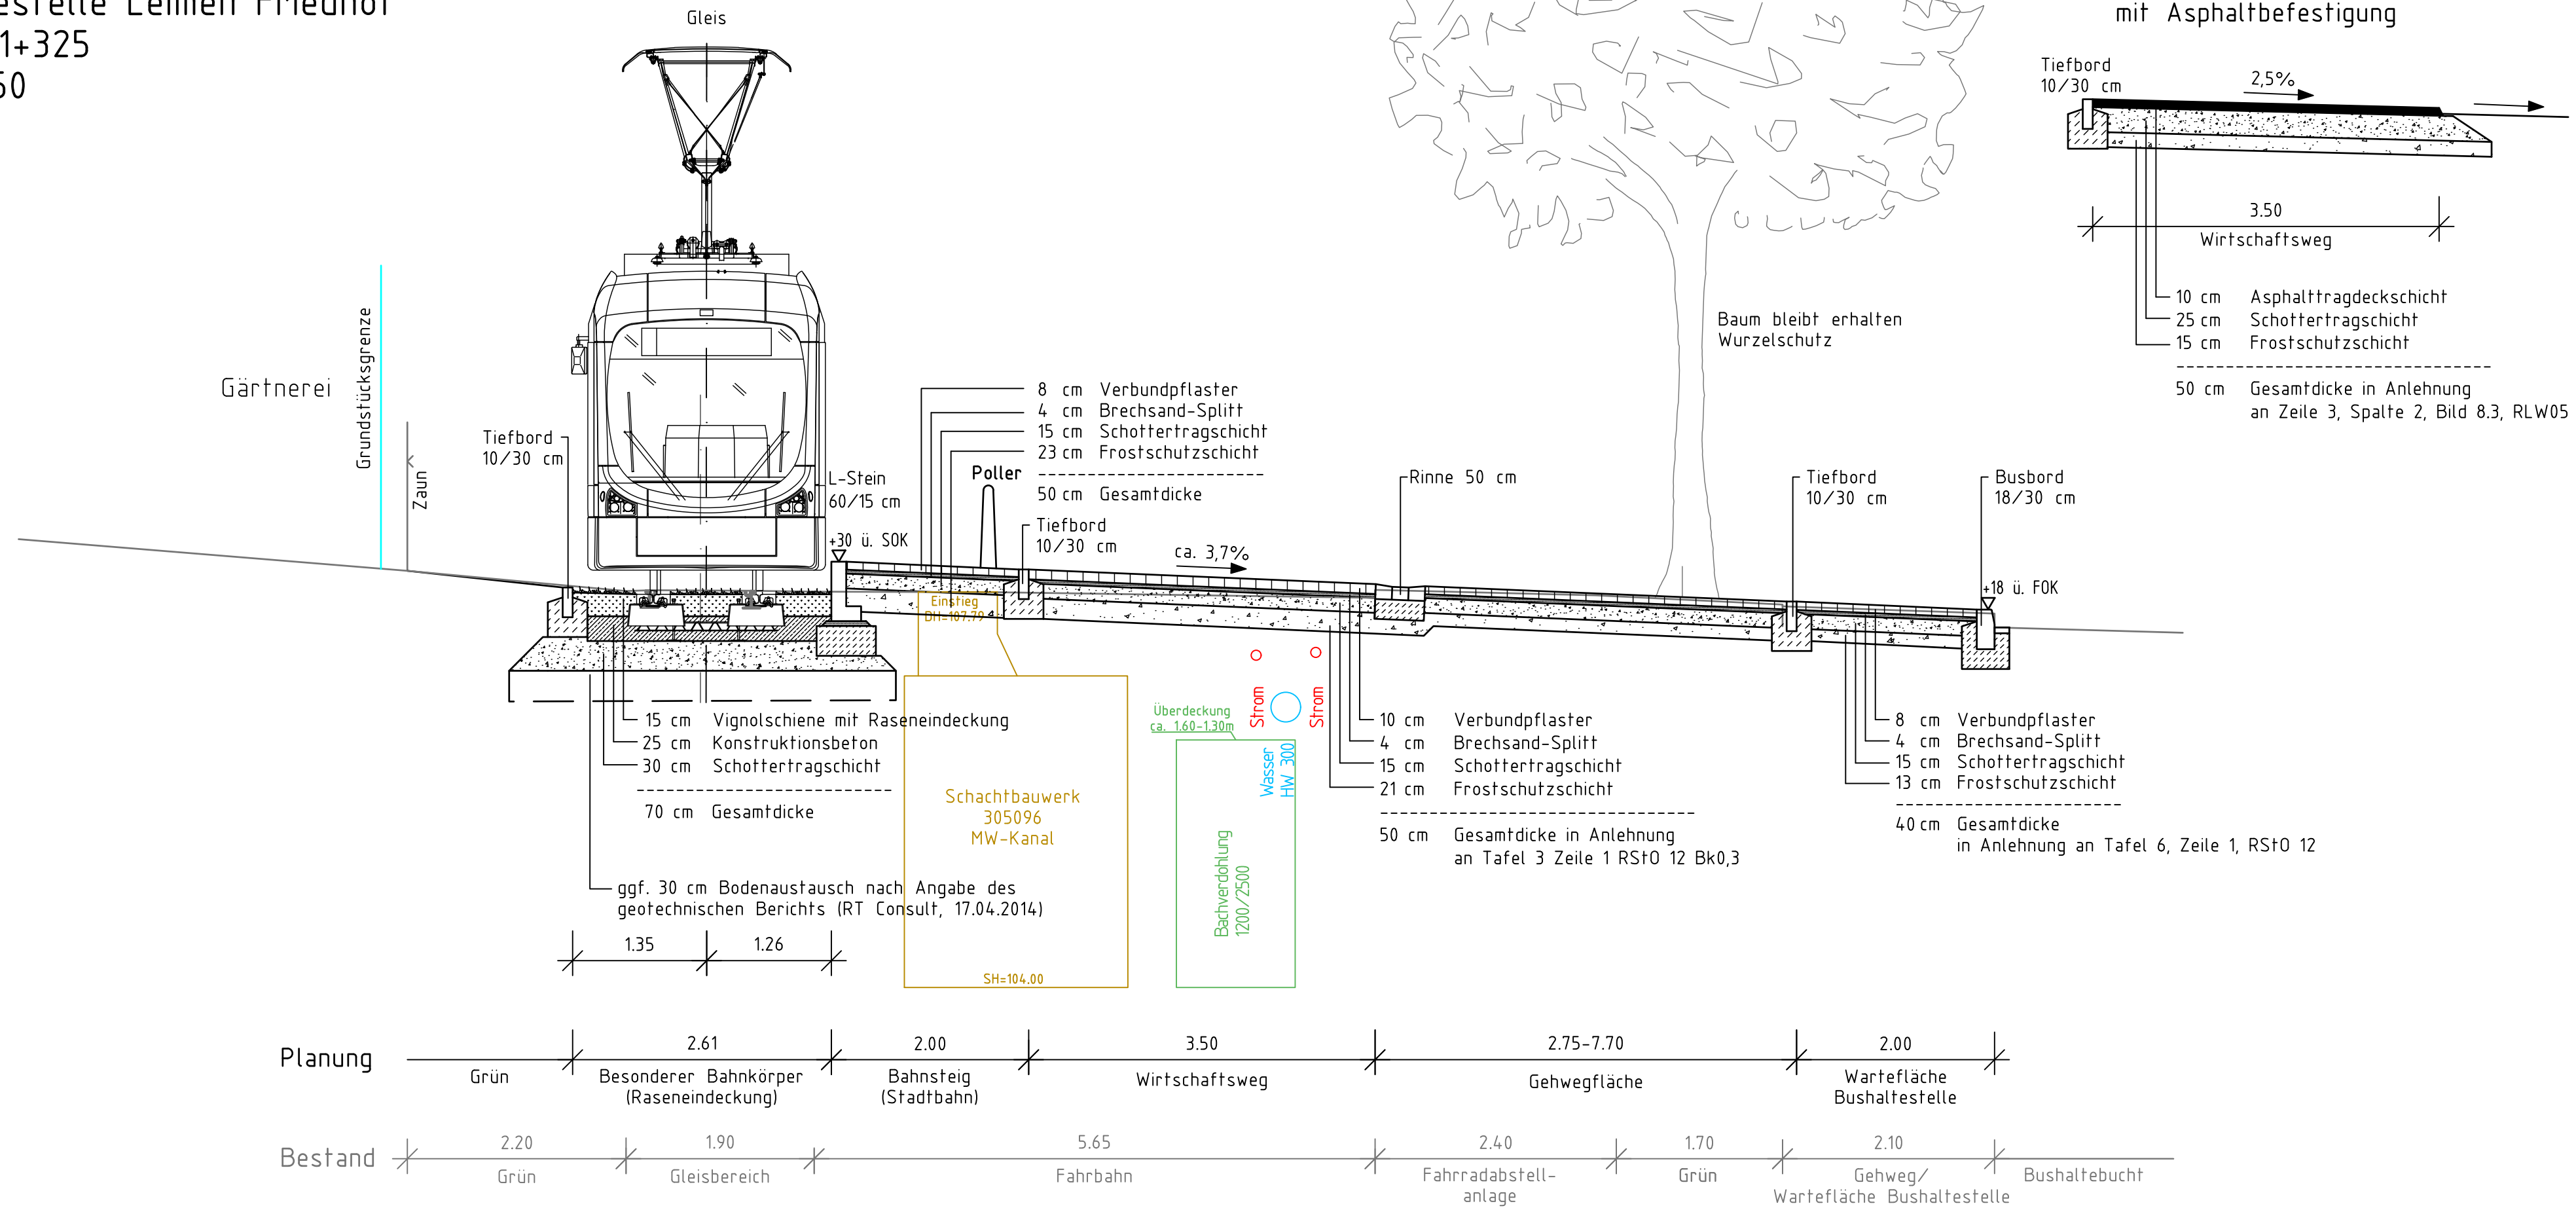 1+325
Gleis
mit Asphaltbefestigung
Tiefbord
10/30 cm
2,5%
3.50
Wirtschaftsweg
10 cm Asphalttragdeckschicht
25 cm Schottertragschicht
15 cm Frostschutzschicht
50 cm Gesamtdicke in Anlehnung
an Zeile 3, Spalte 2, Bild 8.3, RLW05
Gärtnerei
Grundstücksgrenze
Zaun
Tiefbord
10/30 cm
L-Stein
60/15 cm
+30 ü. SOK
8 cm Verbundpflaster
4 cm Brechsand-Splitt
15 cm Schottertragschicht
23 cm Frostschutzschicht
50 cm Gesamtdicke
Poller
Tiefbord
10/30 cm
ca. 3,7%
Rinne 50 cm
Baum bleibt erhalten
Wurzelschutz
Tiefbord
10/30 cm
Busbord
18/30 cm
+18 ü. FOK
Einstieg
DH=107.79
15 cm Vignolschiene mit Raseneindeckung
25 cm Konstruktionsbeton
30 cm Schottertragschicht
70 cm Gesamtdicke
ggf. 30 cm Bodenaustausch nach Angabe des
geotechnischen Berichts (RT Consult, 17.04.2014)
Schachtbauwerk
305096
MW-Kanal
SH=104.00
Überdeckung
ca. 1.60-1.30m
Bachverdohlung
1200/2500
Strom
Strom
Wasser
HW 300
10 cm Verbundpflaster
4 cm Brechsand-Splitt
15 cm Schottertragschicht
21 cm Frostschutzschicht
50 cm Gesamtdicke in Anlehnung
an Tafel 3 Zeile 1 RStO 12 Bk0,3
8 cm Verbundpflaster
4 cm Brechsand-Splitt
15 cm Schottertragschicht
13 cm Frostschutzschicht
40 cm Gesamtdicke
in Anlehnung an Tafel 6, Zeile 1, RStO 12
1.35 1.26
Planung
2.61 2.00 3.50 2.75-7.70 2.00
Grün
Besonderer Bahnkörper
(Raseneindeckung)
Bahnsteig
(Stadtbahn)
Wirtschaftsweg
Gehwegfläche
Wartefläche
Bushaltestelle
Bestand
2.20 1.90 5.65 2.40 1.70 2.10
Grün
Gleisbereich
Fahrbahn
Fahrradabstell-
anlage
Grün
Gehweg/
Wartefläche Bushaltestelle
Bushaltebucht